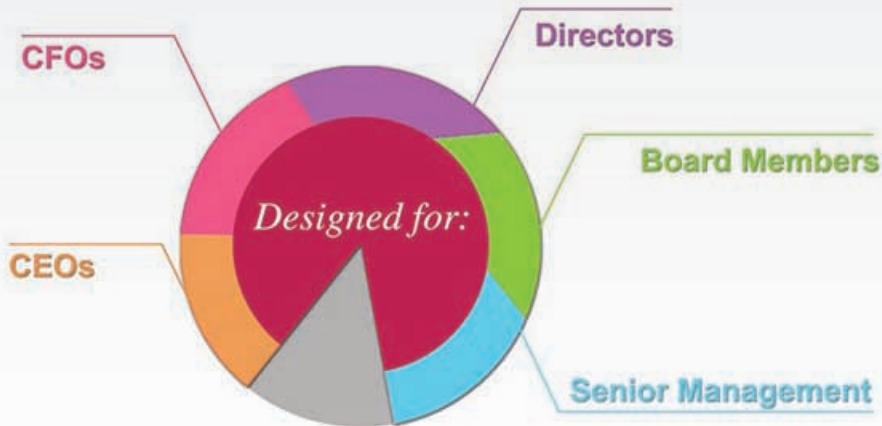 Directors
CFOs
Board Members
Designed for:
CEOs
Senior Management